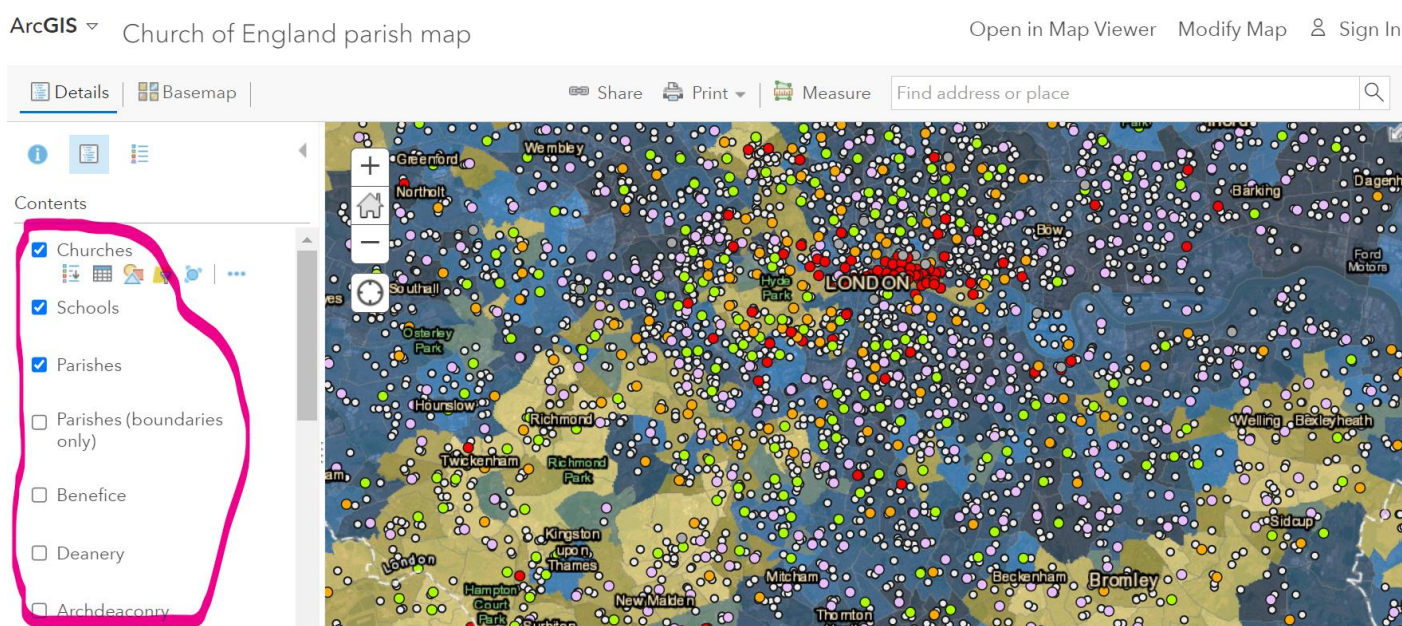 ArcGIS
Church of England parish map
Open in Map Viewer Modify Map Sign In
Details Basemap
Share Print Measure Find address or place
Contents
Churches
Schools
Parishes
Parishes (boundaries
only)
Benefice
Deanery
Archdeaconry
Greenford
Wembley
Northolt
Barking
Bow
Ford
Motors
Hyde
Park
LONDON
Southall
Osterley
Park
Hounslow
Richmond
Welling Bexleyheath
Twickenham
Richmond
Park
Sidcup
Kingston
upon
Thames
London
Hampton
Court
Park
New Malden
Mitcham
Beckenham
Bromley
Thornton